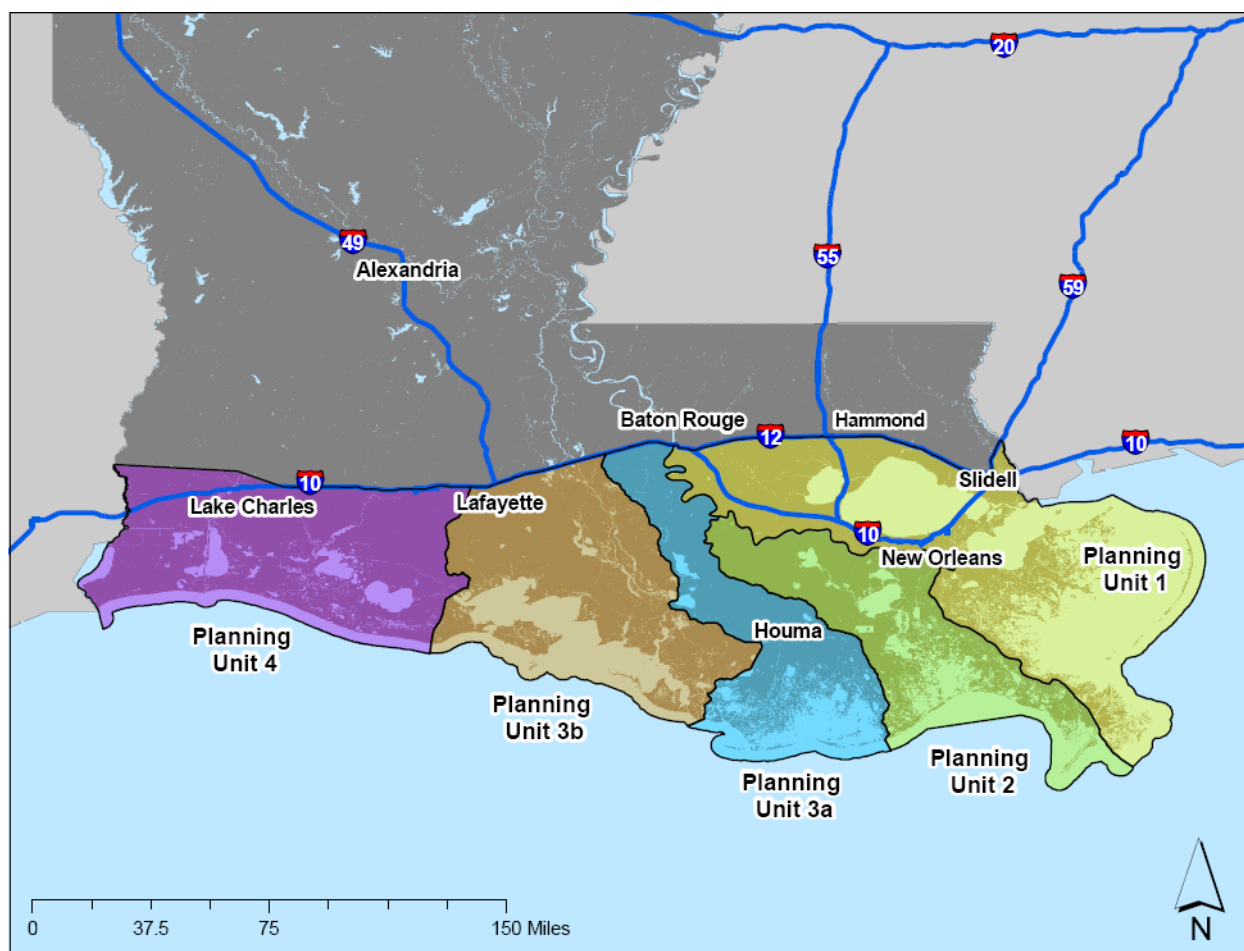 20
49
Alexandria
55
59
Baton Rouge
12
Hammond
10
10
Lake Charles
Lafayette
Slidell
10
New Orleans
Planning
Unit 1
Planning
Unit 4
Houma
Planning
Unit 3b
Planning
Unit 2
Planning
Unit 3a
0 37.5 75 150 Miles
N